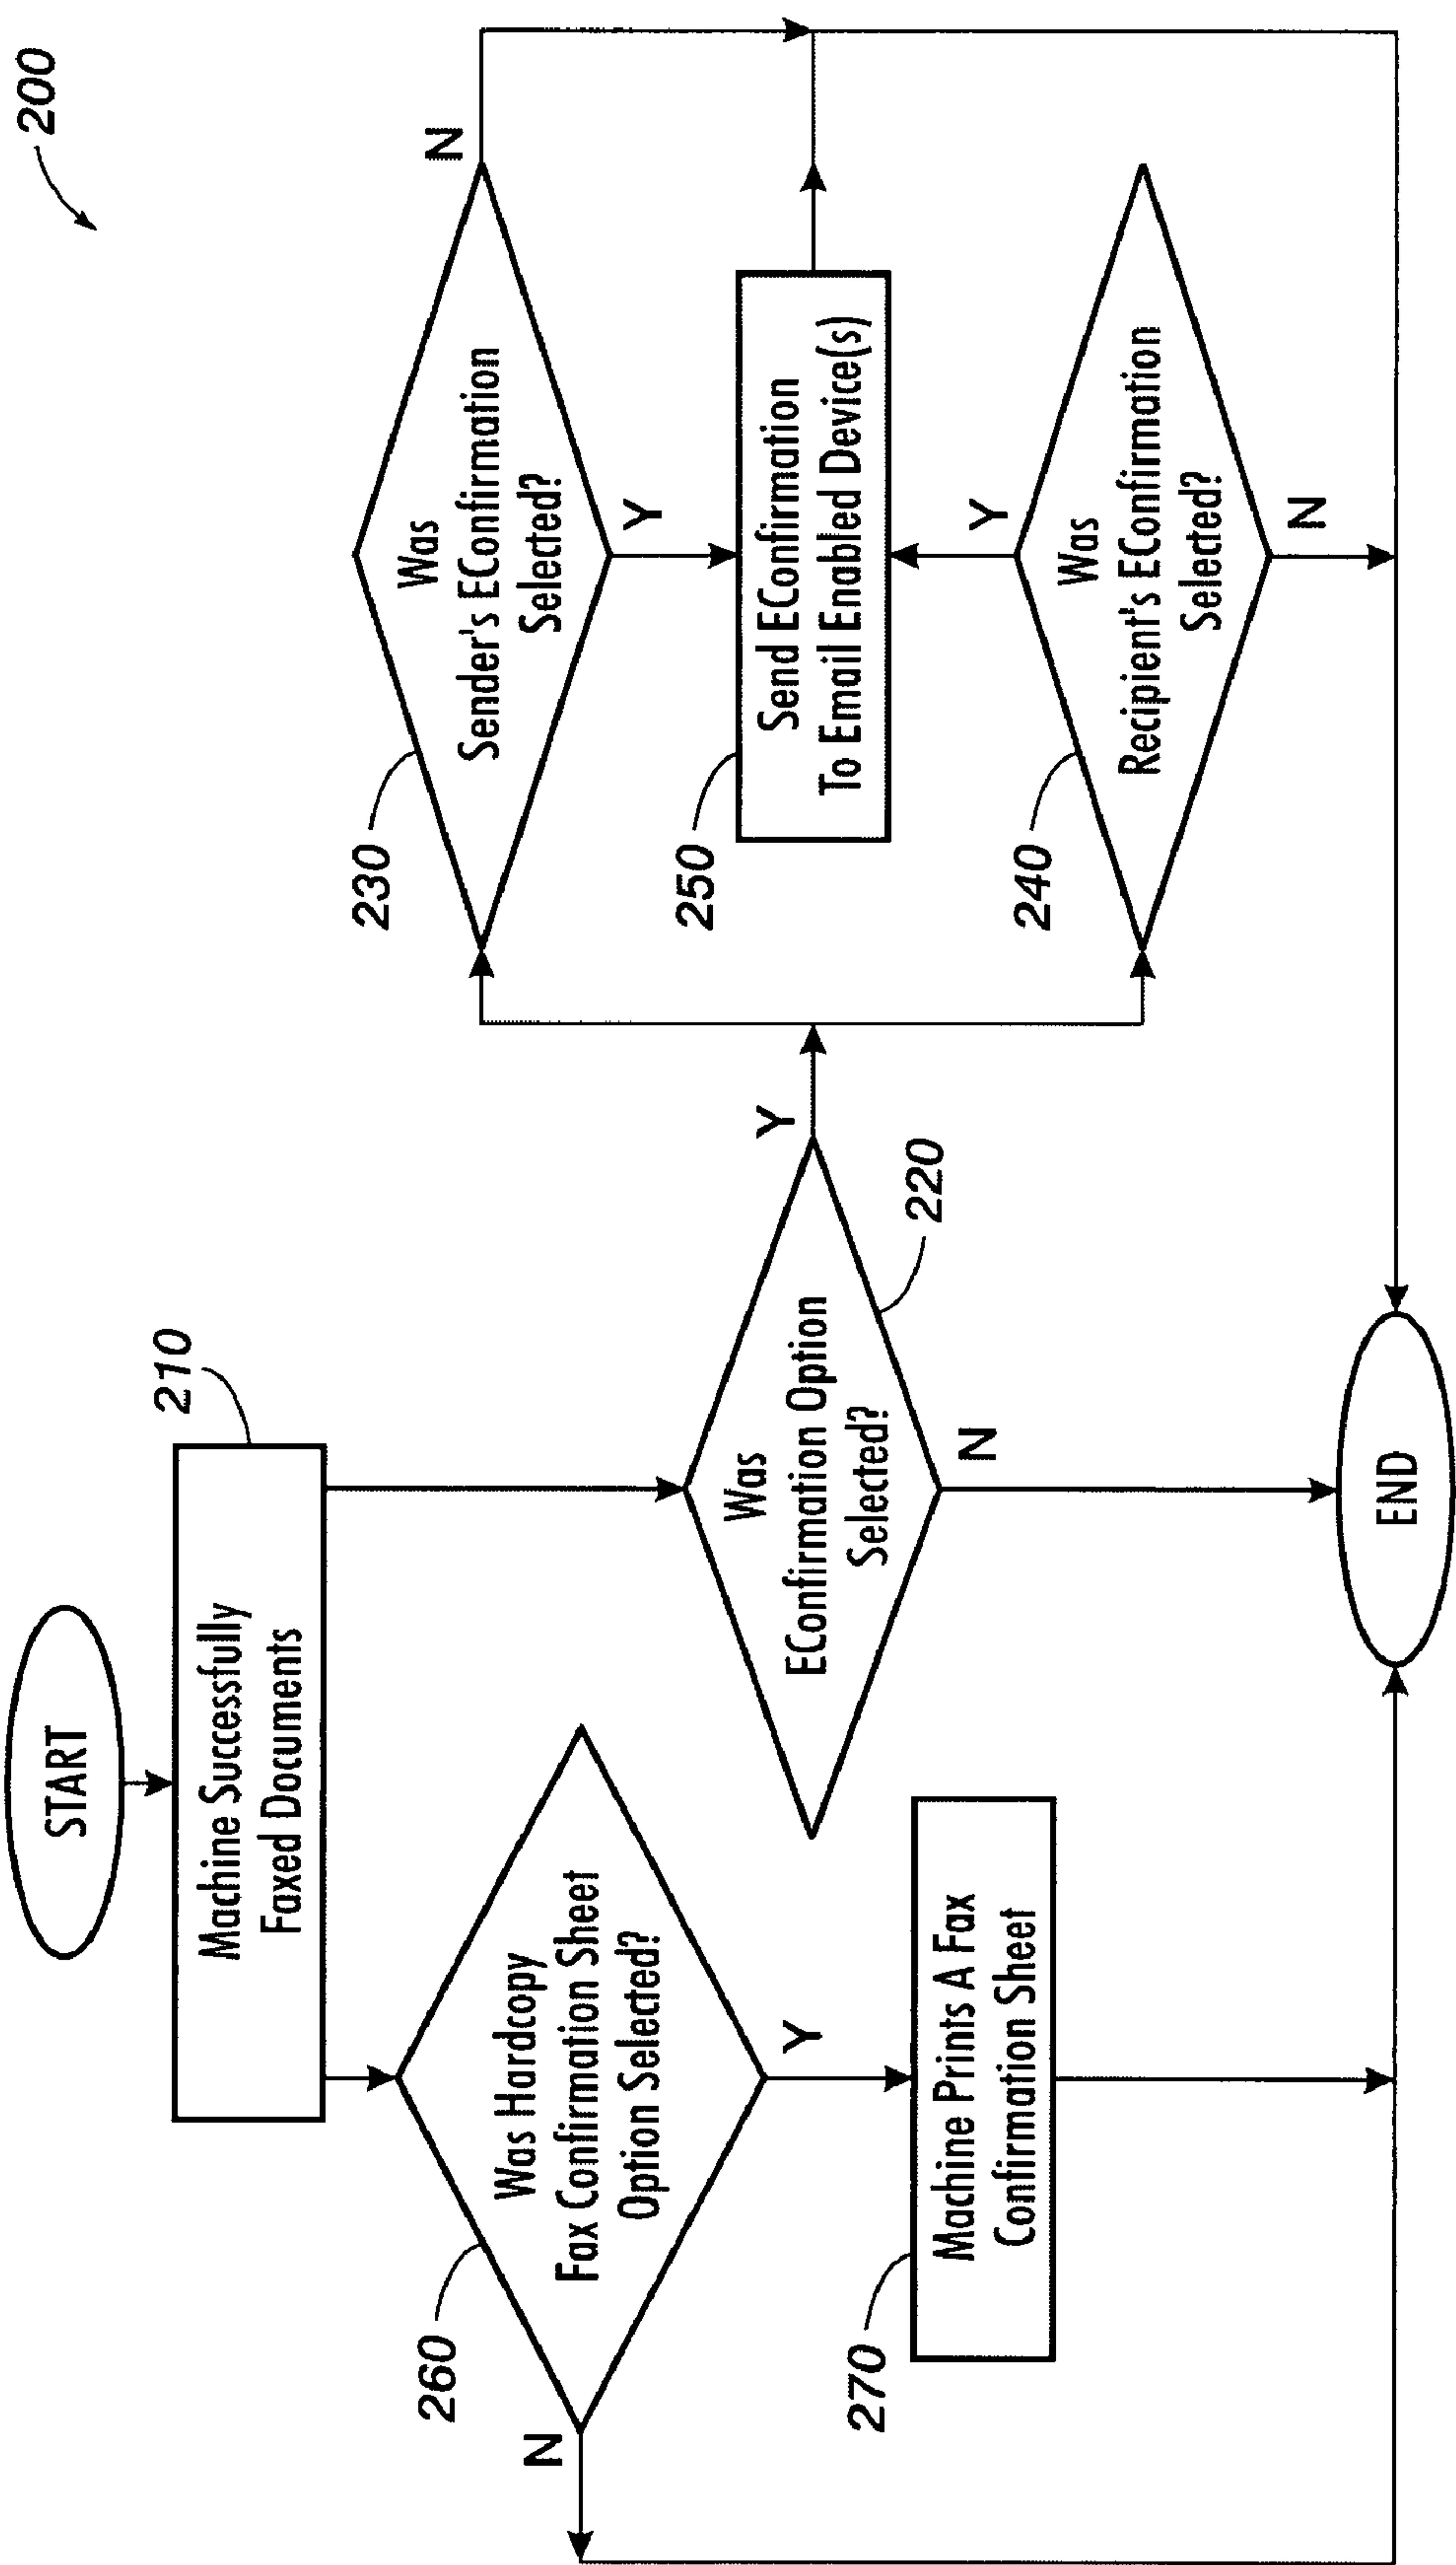 200
START
210
Machine Successfully
Faxed Documents
260
Was Hardcopy
Fax Confirmation Sheet
Option Selected?
N
Y
270
Machine Prints A Fax
Confirmation Sheet
220
Was
EConfirmation Option
Selected?
Y
N
230
Was
Sender's EConfirmation
Selected?
N
Y
250
Send EConfirmation
To Email Enabled Device(s)
240
Y
Was
Recipient's EConfirmation
Selected?
N
END